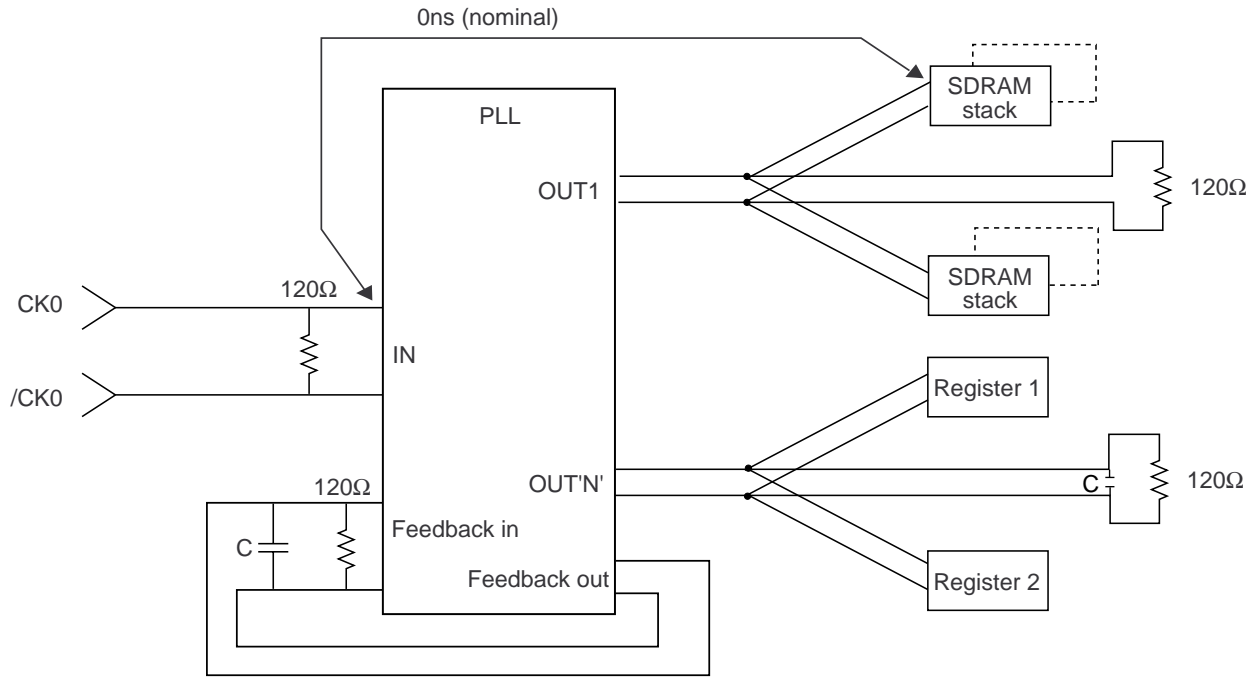 0ns (nominal)
PLL
SDRAM
stack
OUT1
120Ω
SDRAM
stack
120Ω
CK0
IN
/CK0
Register 1
120Ω
OUT'N'
C
120Ω
C
Feedback in
Feedback out
Register 2